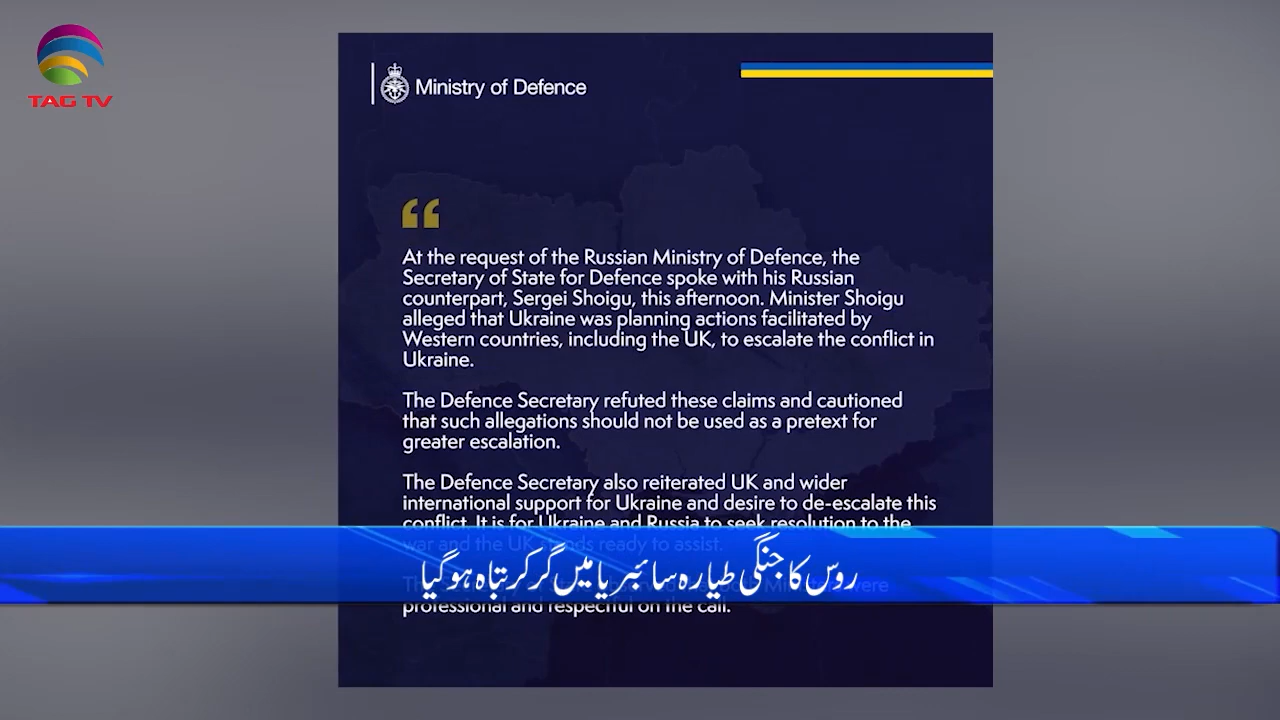 TAG TV
Ministry of Defence
“
At the request of the Russian Ministry of Defence, the
Secretary of State for Defence spoke with his Russian
counterpart, Sergei Shoigu, this afternoon. Minister Shoigu
alleged that Ukraine was planning actions facilitated by
Western countries, including the UK, to escalate the conflict in
Ukraine.
The Defence Secretary refuted these claims and cautioned
that such allegations should not be used as a pretext for
greater escalation.
The Defence Secretary also reiterated UK and wider
international support for Ukraine and desire to de-escalate this
conflict. It is for Ukraine and Russia to seek resolution to the
war and the UK stands ready to assist.
روس کا جنگی طیارہ سائبریا میں گر کر تباہ ہوگیا
were
professional and respectful on the call.